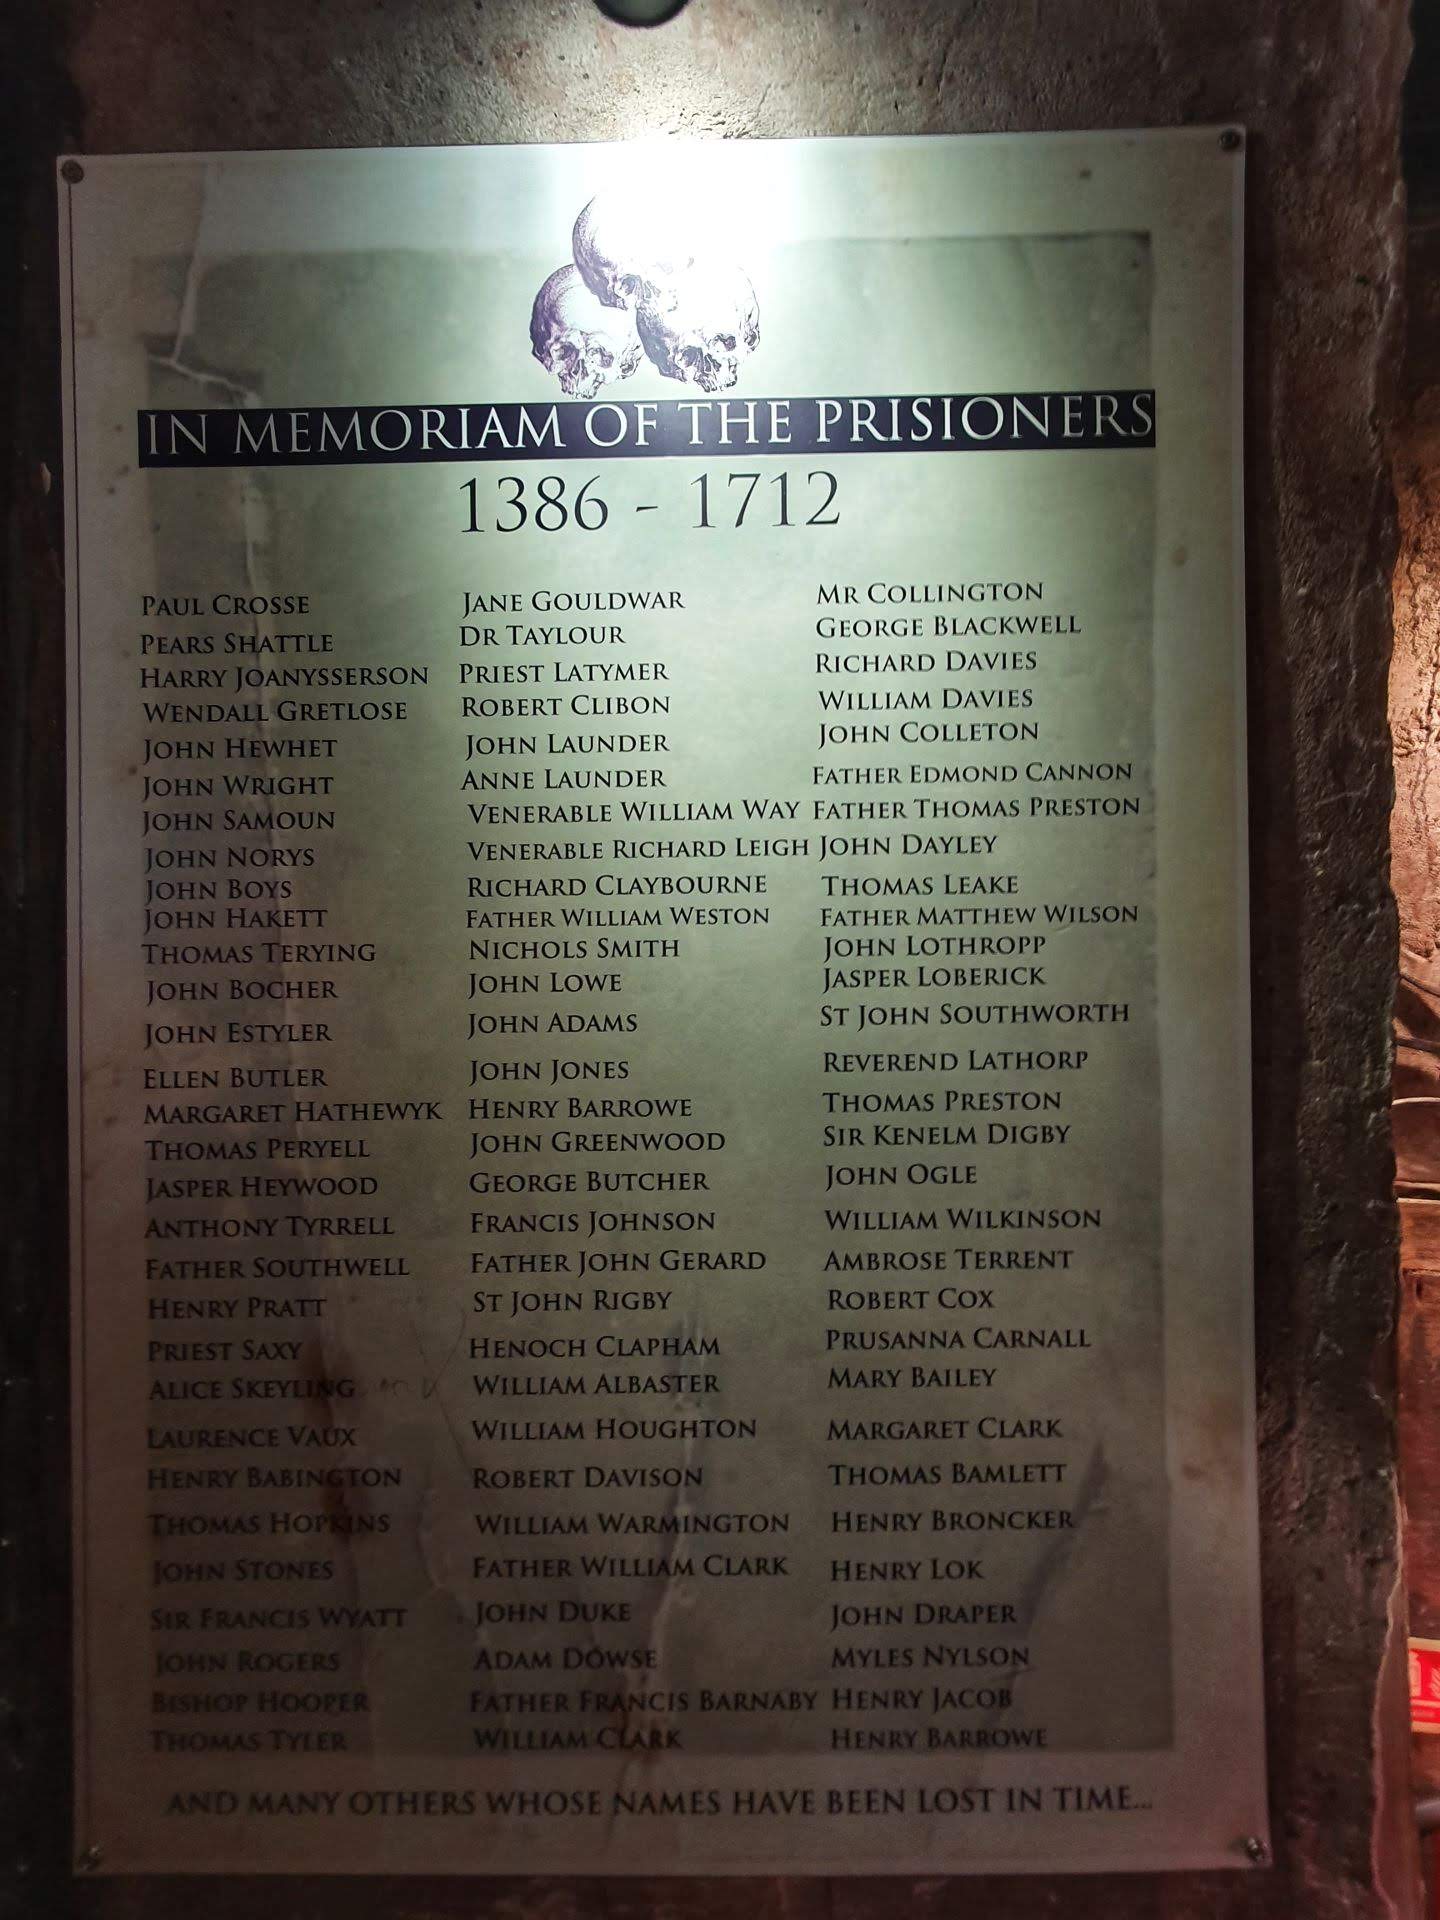 IN MEMORIAM OF THE PRISIONERS
1386 - 1712
PAUL CROSSE
PEARS SHATTLE
HARRY JOANYSSERSON
WENDALL GRETLOSE
JOHN HEWHET
JOHN WRIGHT
JOHN SAMOUN
JOHN NORYS
JOHN BOYS
JOHN HAKETT
THOMAS TERYING
JOHN BOCHER
JOHN ESTYLER
ELLEN BUTLER
MARGARET HATHEWYK
THOMAS PERYELL
JASPER HEYWOOD
ANTHONY TYRRELL
FATHER SOUTHWELL
HENRY PRATT
PRIEST SAXY
ALICE SKEYLING
LAURENCE VAUX
HENRY BABINGTON
THOMAS HOPKINS
JOHN STONES
SIR FRANCIS WYATT
JOHN ROGERS
BISHOP HOOPER
THOMAS TYLER
JANE GOULDWAR
DR TAYLOUR
PRIEST LATYMER
ROBERT CLIBON
JOHN LAUNDER
ANNE LAUNDER
VENERABLE WILLIAM WAY
VENERABLE RICHARD LEIGH
RICHARD CLAYBOURNE
FATHER WILLIAM WESTON
NICHOLS SMITH
JOHN LOWE
JOHN ADAMS
JOHN JONES
HENRY BARROWE
JOHN GREENWOOD
GEORGE BUTCHER
FRANCIS JOHNSON
FATHER JOHN GERARD
ST JOHN RIGBY
HENOCH CLAPHAM
WILLIAM ALBASTER
WILLIAM HOUGHTON
ROBERT DAVISON
WILLIAM WARMINGTON
FATHER WILLIAM CLARK
JOHN DUKE
ADAM DOWSE
FATHER FRANCIS BARNABY
WILLIAM CLARK
MR COLLINGTON
GEORGE BLACKWELL
RICHARD DAVIES
WILLIAM DAVIES
JOHN COLLETON
FATHER EDMOND CANNON
FATHER THOMAS PRESTON
JOHN DAYLEY
THOMAS LEAKE
FATHER MATTHEW WILSON
JOHN LOTHROPP
JASPER LOBERICK
ST JOHN SOUTHWORTH
REVEREND LATHORP
THOMAS PRESTON
SIR KENELM DIGBY
JOHN OGLE
WILLIAM WILKINSON
AMBROSE TERRENT
ROBERT COX
PRUSANNA CARNALL
MARY BAILEY
MARGARET CLARK
THOMAS BAMLETT
HENRY BRONCKER
HENRY LOK
JOHN DRAPER
MYLES NYLSON
HENRY JACOB
HENRY BARROWE
AND MANY OTHERS WHOSE NAMES HAVE BEEN LOST IN TIME...